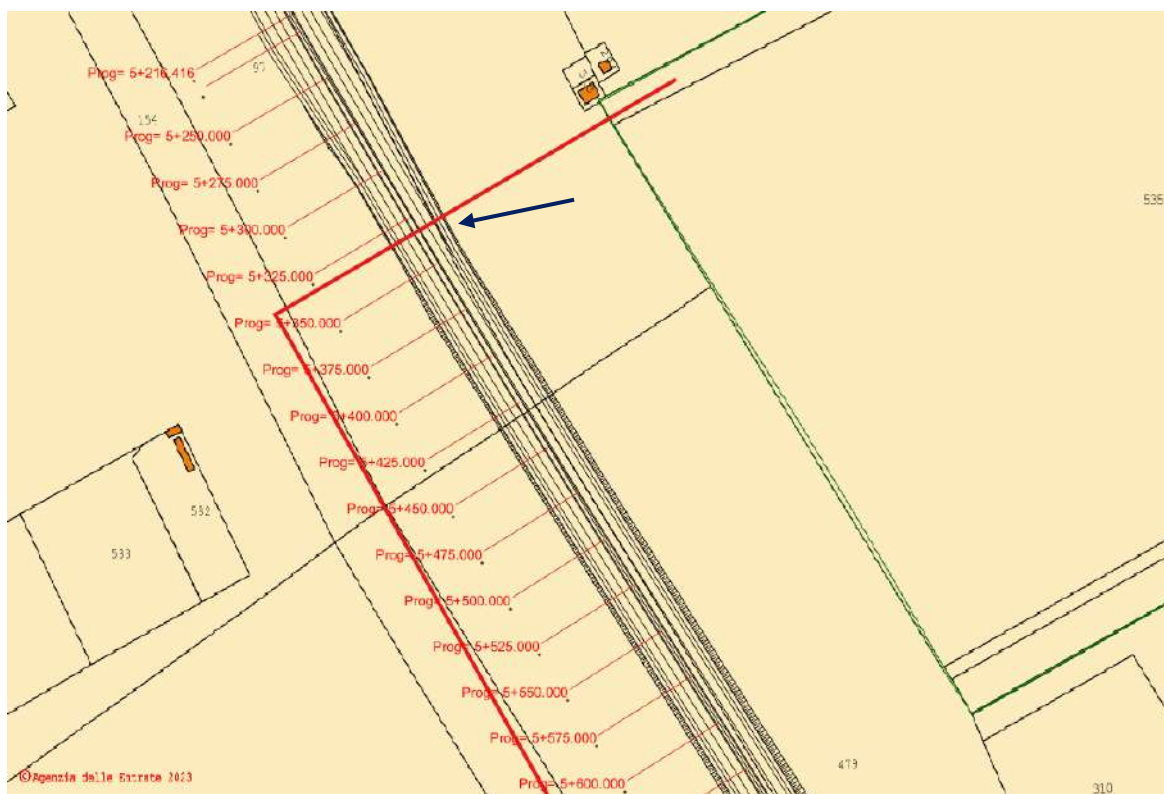 Prog= 5+216.416
97
154
Prog= 5+250.000
Prog= 5+275.000
Prog= 5+300.000
Prog= 5+325.000
Prog= 5+350.000
Prog= 5+375.000
Prog= 5+400.000
Prog= 5+425.000
Prog= 5+450.000
Prog= 5+475.000
Prog= 5+500.000
Prog= 5+525.000
Prog= 5+550.000
Prog= 5+575.000
Prog= 5+600.000
535
532
533
479
310
©Agenzia delle Entrate 2023